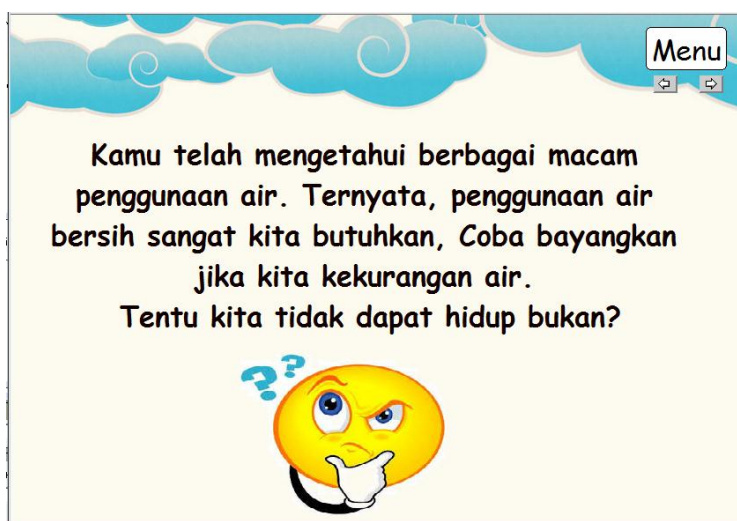 Menu
Kamu telah mengetahui berbagai macam
penggunaan air. Ternyata, penggunaan air
bersih sangat kita butuhkan, Coba bayangkan
jika kita kekurangan air.
Tentu kita tidak dapat hidup bukan?
??